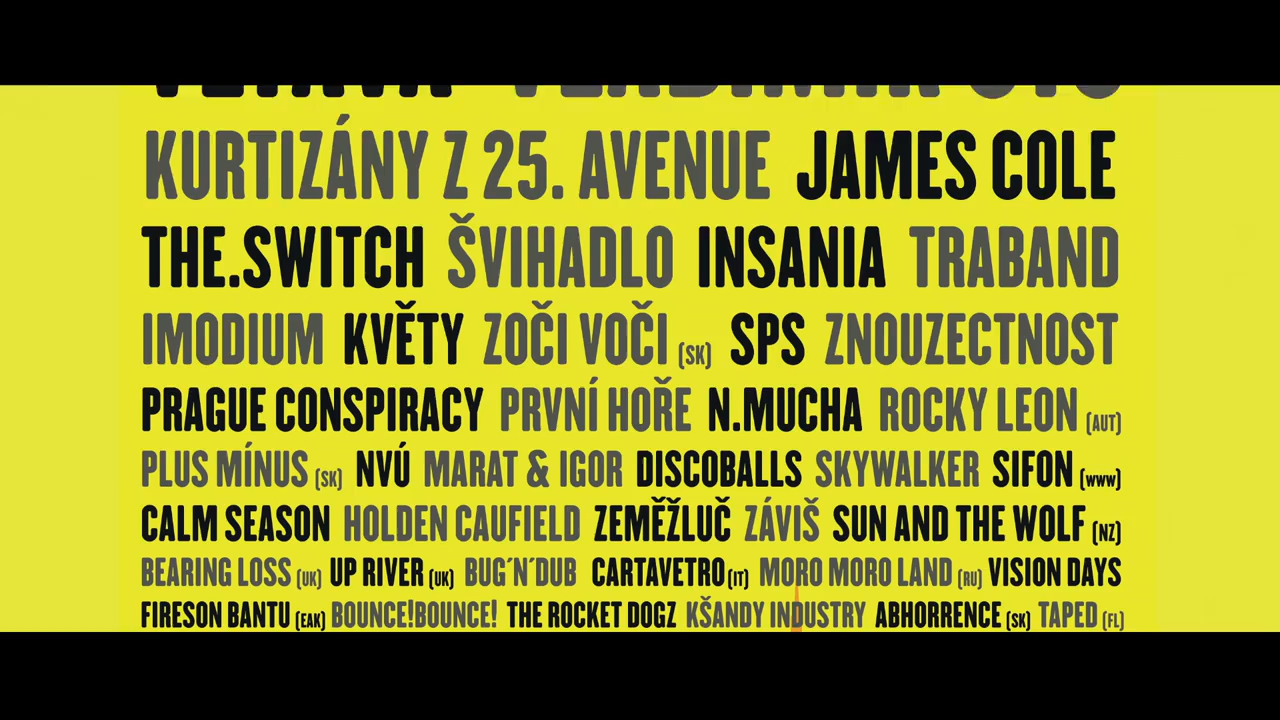 KURTIZÁNY Z 25. AVENUE JAMES COLE
THE.SWITCH ŠVIHADLO INSANIA TRABAND
IMODIUM KVĚTY ZOČI VOČI (SK) SPS ZNOUZECTNOST
PRAGUE CONSPIRACY PRVNÍ HOŘE N.MUCHA ROCKY LEON (AUT)
PLUS MÍNUS (SK) NVÚ MARAT & IGOR DISCOBALLS SKYWALKER SIFON (WWW)
CALM SEASON HOLDEN CAUFIELD ZEMĚŽLUČ ZÁVIŠ SUN AND THE WOLF (NZ)
BEARING LOSS (UK) UP RIVER (UK) BUG´N´DUB CARTAVETRO (IT) MORO MORO LAND (RU) VISION DAYS
FIRESON BANTU (EAK) BOUNCE!BOUNCE! THE ROCKET DOGZ KŠANDY INDUSTRY ABHORRENCE (SK) TAPED (FL)